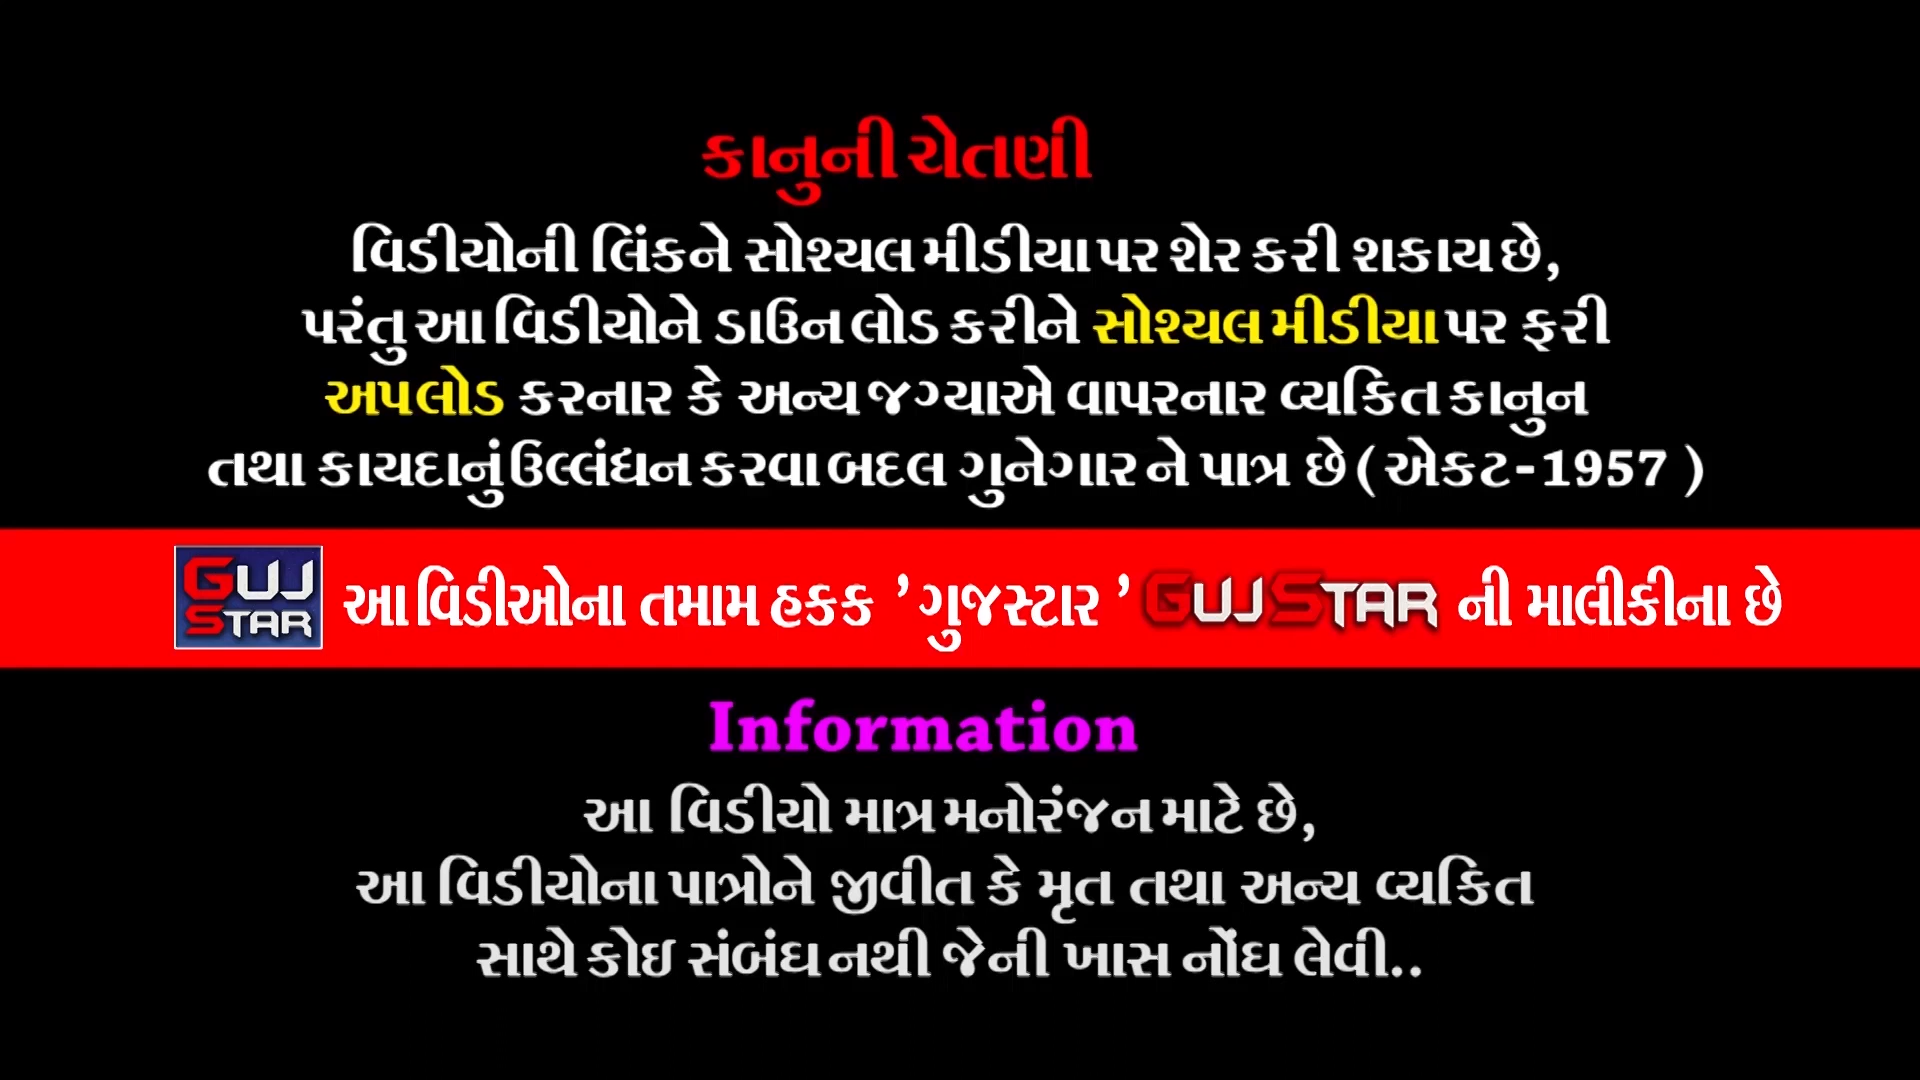 કાનુની ચેતણી
વિડીયોની લિંકને સોશ્યલ મીડીયા પર શેર કરી શકાય છે,
પરંતુ આ વિડીયોને ડાઉન લોડ કરીને સોશ્યલ મીડીયા પર ફરી
અપલોડ કરનાર કે અન્ય જગ્યાએ વાપરનાર વ્યકિત કાનુન
તથા કાયદાનું ઉલ્લંઘન કરવા બદલ ગુનેગાર ને પાત્ર છે ( એકટ-1957 )
GUJ STAR આ વિડીઓના તમામ હકક ’ ગુજસ્ટાર ’ GUJ STAR ની માલીકીના છે
Information
આ વિડીયો માત્ર મનોરંજન માટે છે,
આ વિડીયોના પાત્રોને જીવીત કે મૃત તથા અન્ય વ્યકિત
સાથે કોઇ સંબંઘ નથી જેની ખાસ નોંઘ લેવી..